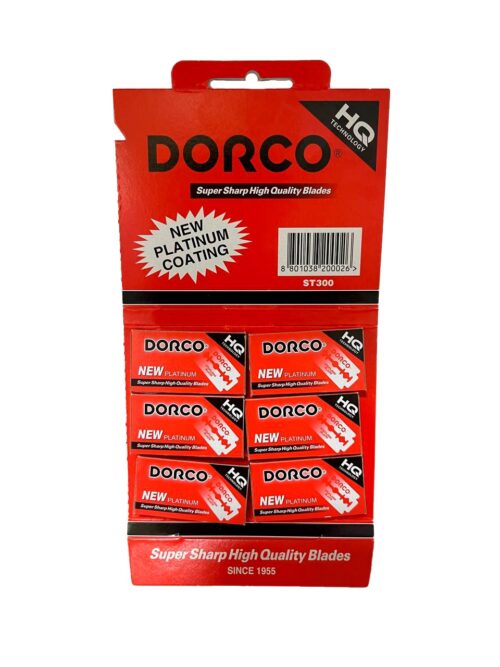 HQ
TECHNOLOGY
DORCO®
Super Sharp High Quality Blades
NEW
PLATINUM
COATING
8 801038 200026 >
ST300
DORCO®
HQ
NEW PLATINUM
Super Sharp High Quality Blades
DORCO®
HQ
NEW PLATINUM
Super Sharp High Quality Blades
DORCO®
HQ
NEW PLATINUM
Super Sharp High Quality Blades
DORCO®
HQ
NEW PLATINUM
Super Sharp High Quality Blades
DORCO®
HQ
NEW PLATINUM
Super Sharp High Quality Blades
DORCO®
HQ
NEW PLATINUM
Super Sharp High Quality Blades
Super Sharp High Quality Blades
SINCE 1955